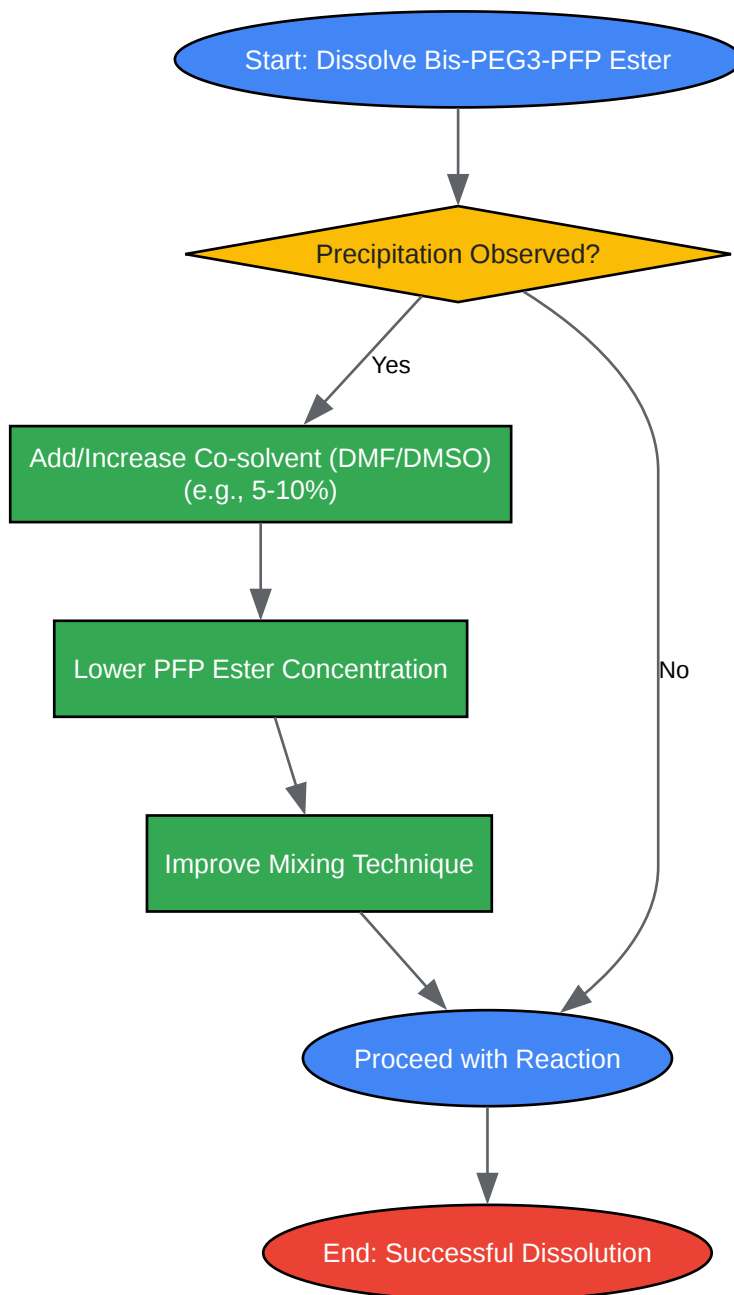 Start: Dissolve Bis-PEG3-PFP Ester
Precipitation Observed?
Yes
Add/Increase Co-solvent (DMF/DMSO)
(e.g., 5-10%)
Lower PFP Ester Concentration
No
Improve Mixing Technique
Proceed with Reaction
End: Successful Dissolution